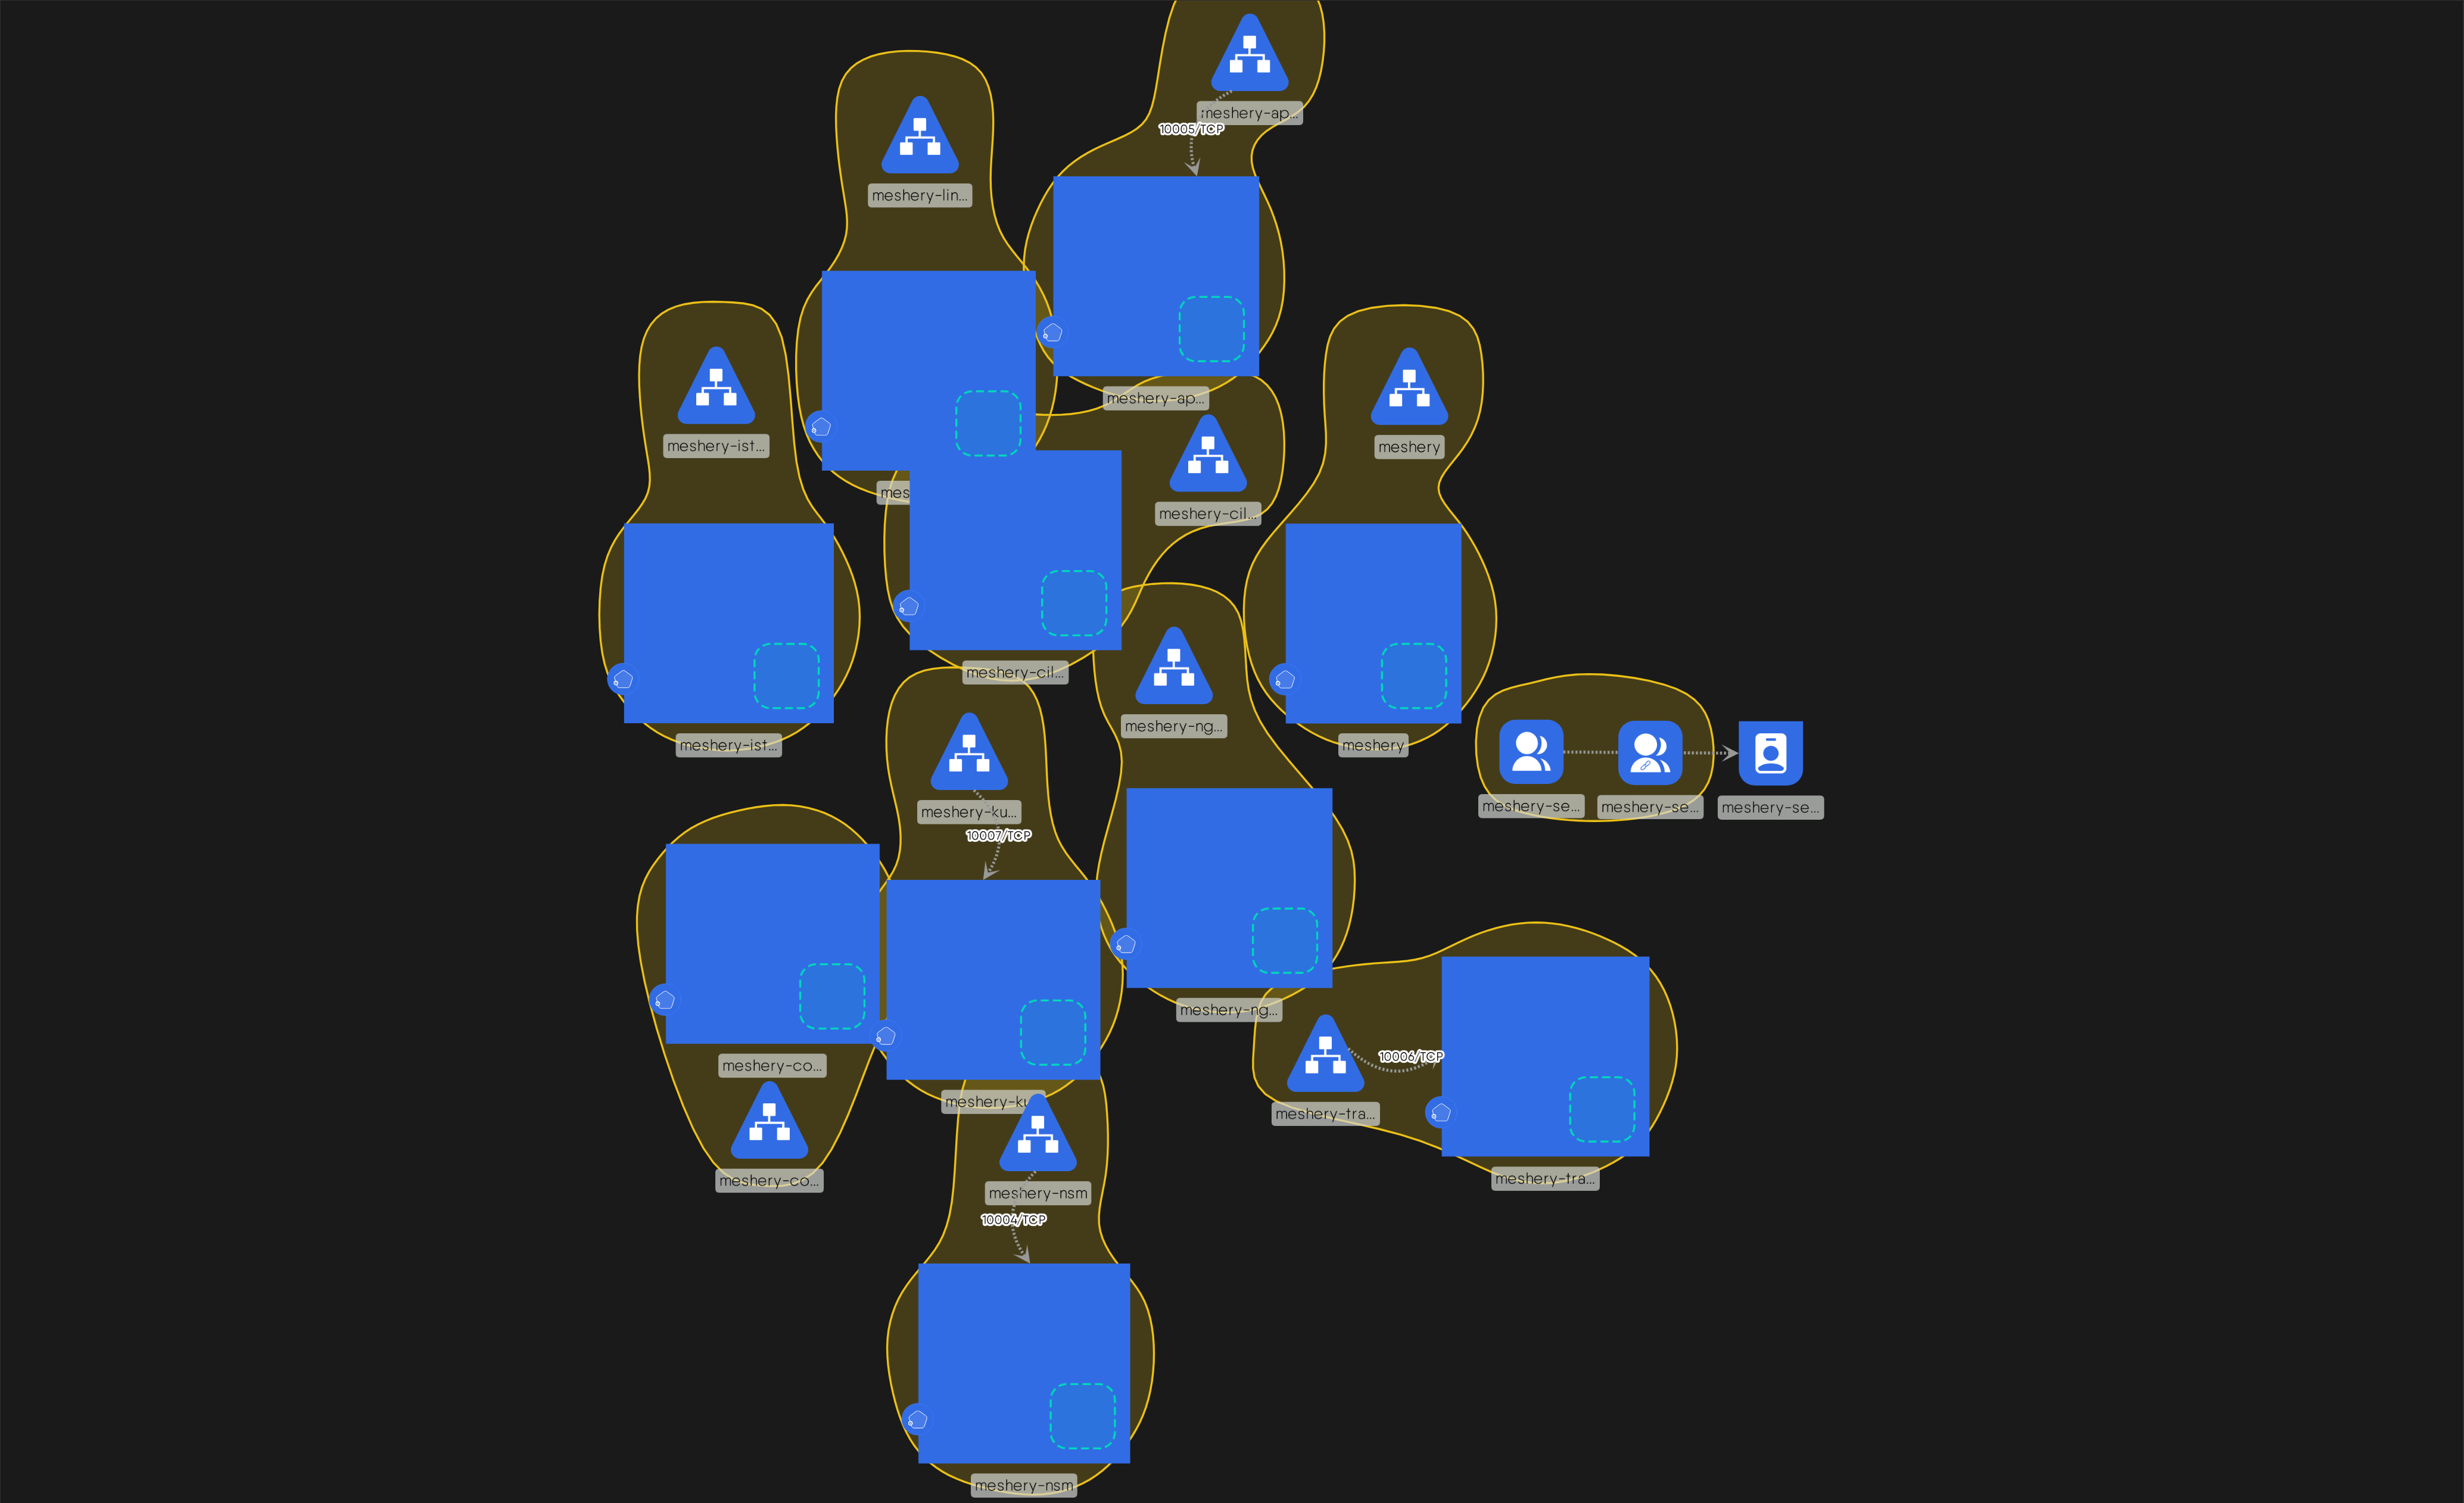 meshery-ap...
10005/TCP
meshery-lin...
meshery-ap...
meshery-ist...
meshery
mes
meshery-cil...
meshery-cil...
meshery-ng...
meshery-ist...
meshery
meshery-se...
meshery-se...
meshery-se...
meshery-ku...
10007/TCP
meshery-ng...
meshery-co...
10006/TCP
meshery-ku
meshery-tra...
meshery-co...
meshery-tra...
meshery-nsm
10004/TCP
meshery-nsm